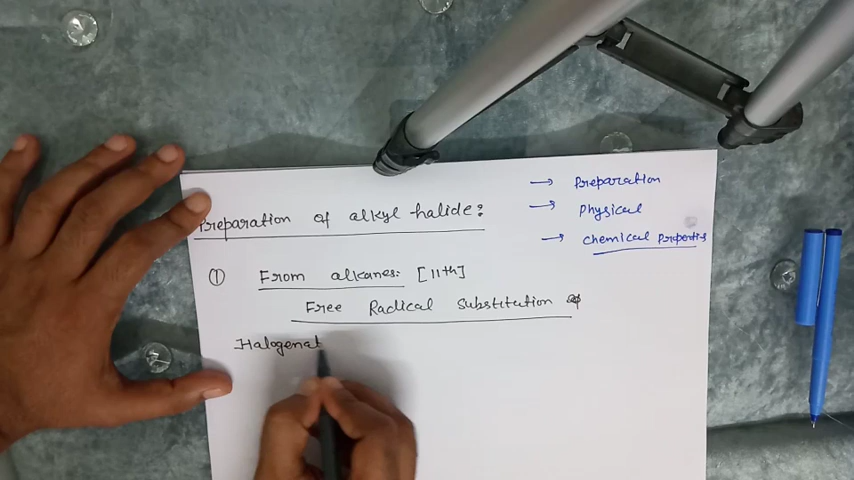 → Preparation
Preparation of alkyl halide:
→ Physical
→ chemical Properties
① From alkanes: [11th]
Free Radical Substitution
Halogenat